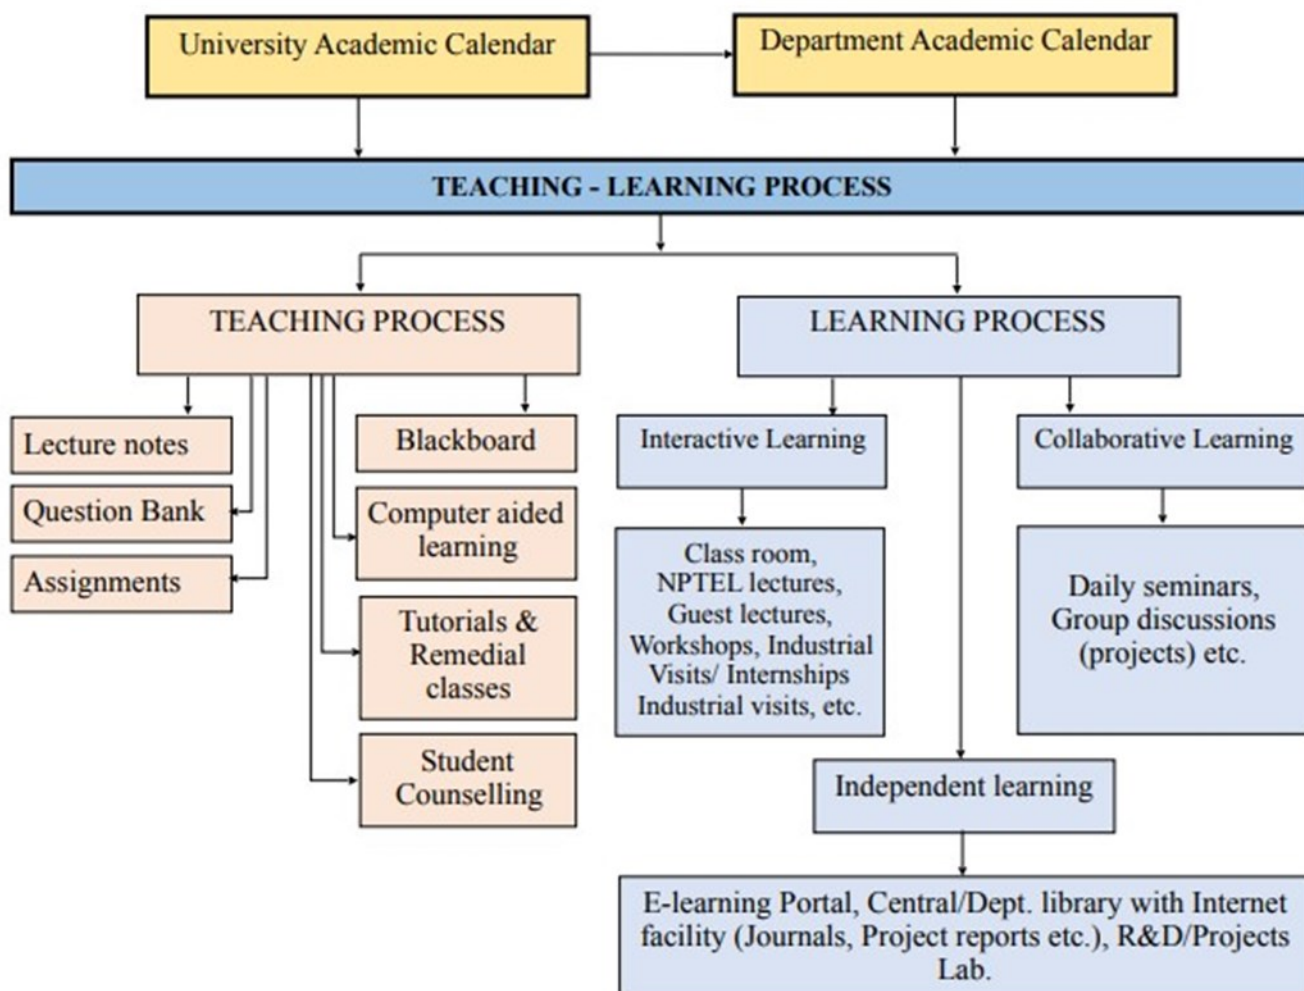 University Academic Calendar
Department Academic Calendar
TEACHING - LEARNING PROCESS
TEACHING PROCESS
LEARNING PROCESS
Lecture notes
Question Bank
Assignments
Blackboard
Computer aided
learning
Tutorials &
Remedial
classes
Student
Counselling
Interactive Learning
Class room,
NPTEL lectures,
Guest lectures,
Workshops, Industrial
Visits/ Internships
Industrial visits, etc.
Collaborative Learning
Daily seminars,
Group discussions
(projects) etc.
Independent learning
E-learning Portal, Central/Dept. library with Internet
facility (Journals, Project reports etc.), R&D/Projects
Lab.